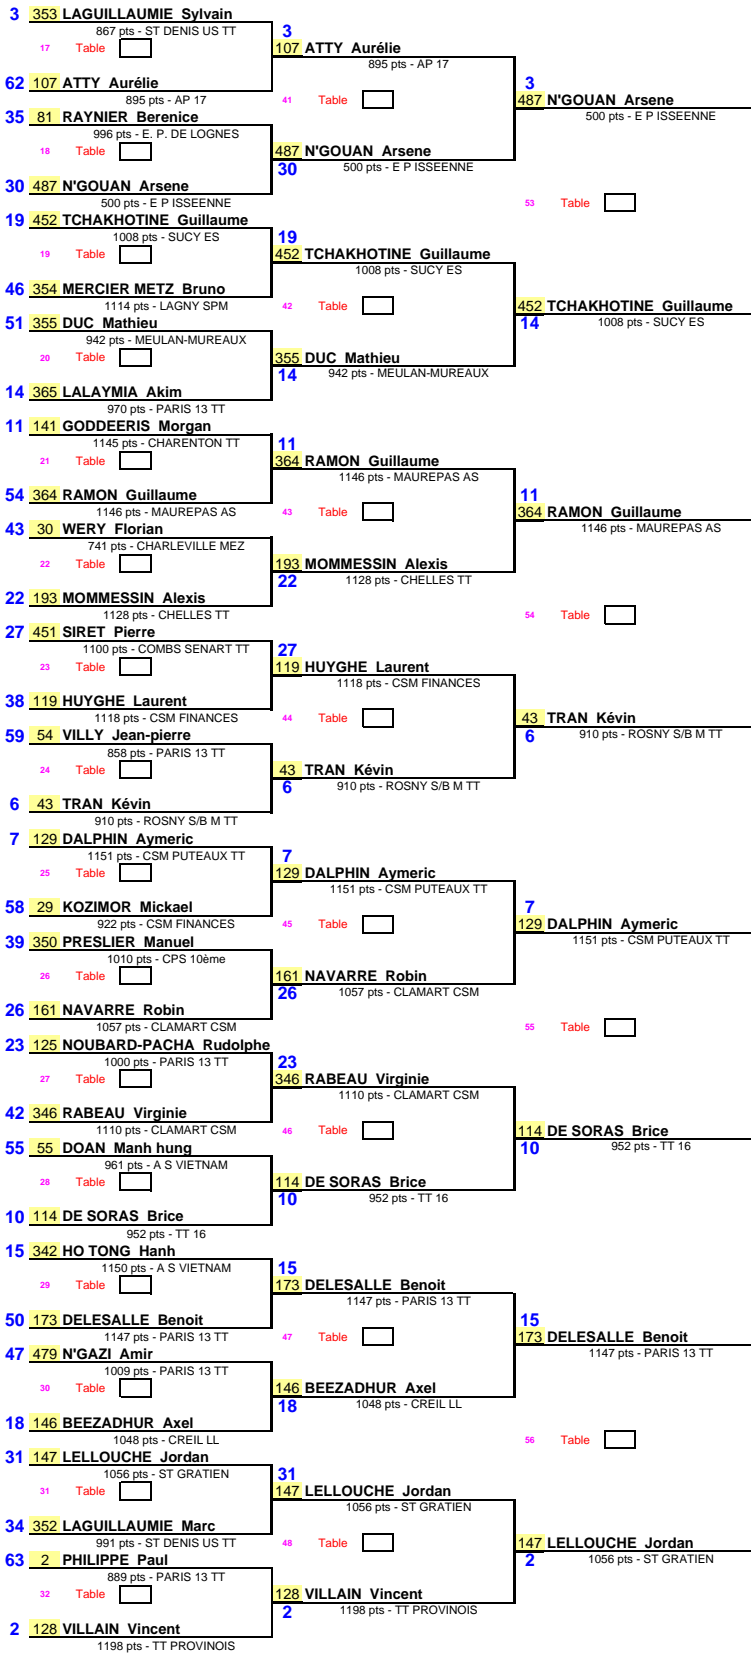 3 353 LAGUILLAUMIE Sylvain
867 pts - ST DENIS US TT
3
17 Table
107 ATTY Aurélie
895 pts - AP 17
62 107 ATTY Aurélie
895 pts - AP 17
3
41 Table
487 N'GOUAN Arsene
500 pts - E P ISSEENNE
35 81 RAYNIER Berenice
996 pts - E. P. DE LOGNES
18 Table
487 N'GOUAN Arsene
30
500 pts - E P ISSEENNE
30 487 N'GOUAN Arsene
500 pts - E P ISSEENNE
53 Table
19 452 TCHAKHOTINE Guillaume
1008 pts - SUCY ES
19
19 Table
452 TCHAKHOTINE Guillaume
1008 pts - SUCY ES
46 354 MERCIER METZ Bruno
1114 pts - LAGNY SPM
42 Table
452 TCHAKHOTINE Guillaume
14
1008 pts - SUCY ES
51 355 DUC Mathieu
942 pts - MEULAN-MUREAUX
20 Table
355 DUC Mathieu
14
942 pts - MEULAN-MUREAUX
14 365 LALAYMIA Akim
970 pts - PARIS 13 TT
11 141 GODDEERIS Morgan
1145 pts - CHARENTON TT
11
21 Table
364 RAMON Guillaume
1146 pts - MAUREPAS AS
54 364 RAMON Guillaume
1146 pts - MAUREPAS AS
11
43 Table
364 RAMON Guillaume
1146 pts - MAUREPAS AS
43 30 WERY Florian
741 pts - CHARLEVILLE MEZ
22 Table
193 MOMMESSIN Alexis
22
1128 pts - CHELLES TT
22 193 MOMMESSIN Alexis
1128 pts - CHELLES TT
54 Table
27 451 SIRET Pierre
1100 pts - COMBS SENART TT
27
23 Table
119 HUYGHE Laurent
1118 pts - CSM FINANCES
38 119 HUYGHE Laurent
1118 pts - CSM FINANCES
44 Table
43 TRAN Kévin
6
910 pts - ROSNY S/B M TT
59 54 VILLY Jean-pierre
858 pts - PARIS 13 TT
24 Table
43 TRAN Kévin
6
910 pts - ROSNY S/B M TT
6 43 TRAN Kévin
910 pts - ROSNY S/B M TT
7 129 DALPHIN Aymeric
1151 pts - CSM PUTEAUX TT
7
25 Table
129 DALPHIN Aymeric
1151 pts - CSM PUTEAUX TT
58 29 KOZIMOR Mickael
922 pts - CSM FINANCES
7
45 Table
129 DALPHIN Aymeric
1151 pts - CSM PUTEAUX TT
39 350 PRESLIER Manuel
1010 pts - CPS 10ème
26 Table
161 NAVARRE Robin
26
1057 pts - CLAMART CSM
26 161 NAVARRE Robin
1057 pts - CLAMART CSM
55 Table
23 125 NOUBARD-PACHA Rudolphe
1000 pts - PARIS 13 TT
23
27 Table
346 RABEAU Virginie
1110 pts - CLAMART CSM
42 346 RABEAU Virginie
1110 pts - CLAMART CSM
46 Table
114 DE SORAS Brice
10
952 pts - TT 16
55 55 DOAN Manh hung
961 pts - A S VIETNAM
28 Table
114 DE SORAS Brice
10
952 pts - TT 16
10 114 DE SORAS Brice
952 pts - TT 16
15 342 HO TONG Hanh
1150 pts - A S VIETNAM
15
29 Table
173 DELESALLE Benoit
1147 pts - PARIS 13 TT
50 173 DELESALLE Benoit
1147 pts - PARIS 13 TT
15
47 Table
173 DELESALLE Benoit
1147 pts - PARIS 13 TT
47 479 N'GAZI Amir
1009 pts - PARIS 13 TT
30 Table
146 BEEZADHUR Axel
18
1048 pts - CREIL LL
18 146 BEEZADHUR Axel
1048 pts - CREIL LL
56 Table
31 147 LELLOUCHE Jordan
1056 pts - ST GRATIEN
31
31 Table
147 LELLOUCHE Jordan
1056 pts - ST GRATIEN
34 352 LAGUILLAUMIE Marc
991 pts - ST DENIS US TT
48 Table
147 LELLOUCHE Jordan
2
1056 pts - ST GRATIEN
63 2 PHILIPPE Paul
889 pts - PARIS 13 TT
32 Table
128 VILLAIN Vincent
2
1198 pts - TT PROVINOIS
2 128 VILLAIN Vincent
1198 pts - TT PROVINOIS